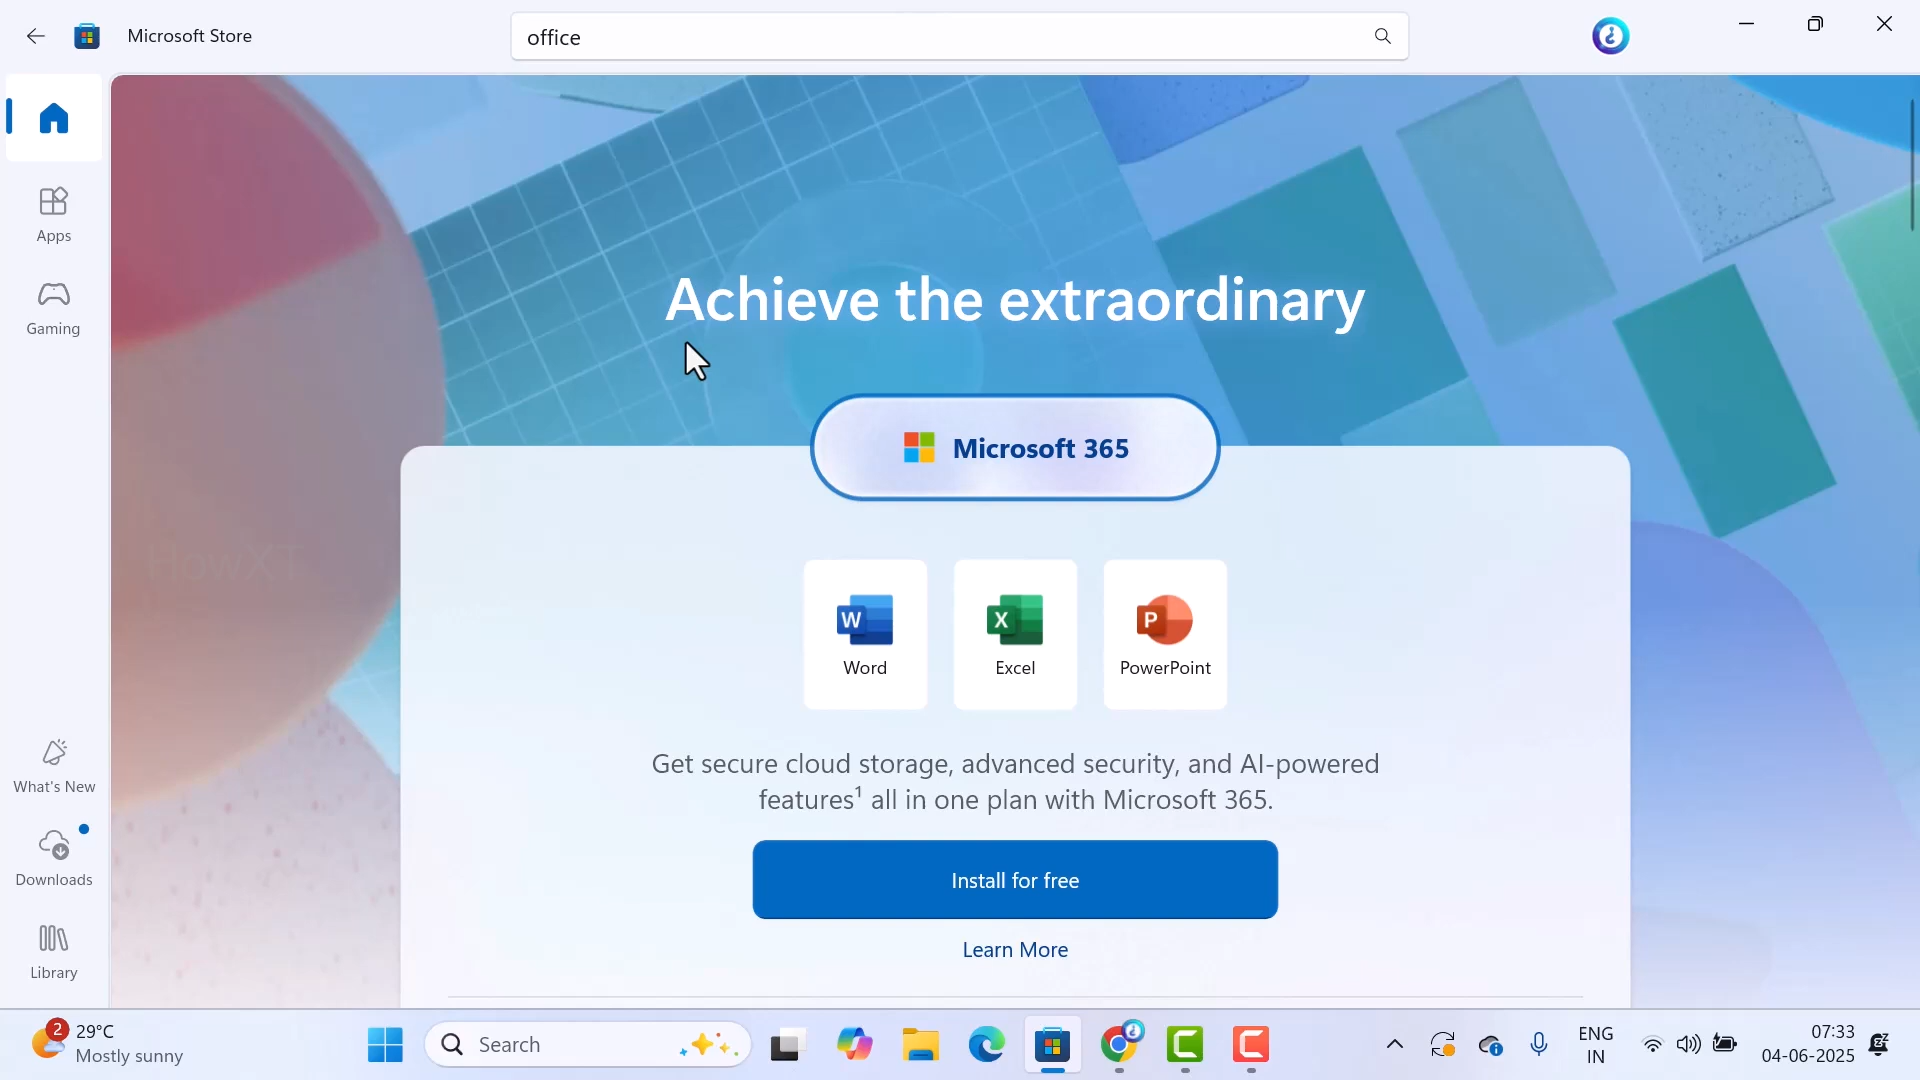 Microsoft Store
office
Apps
Gaming
What's New
Downloads
Library
Achieve the extraordinary
Microsoft 365
W
Word
X
Excel
P
PowerPoint
Get secure cloud storage, advanced security, and AI-powered
features¹ all in one plan with Microsoft 365.
Install for free
Learn More
HowXT
2
29°C
Mostly sunny
Search
ENG
IN
07:33
04-06-2025